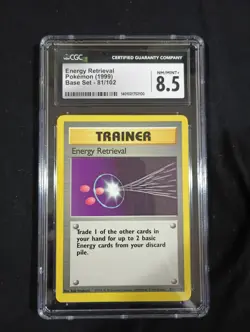 CGC
CERTIFIED GUARANTY COMPANY
Energy Retrieval
Pokémon (1999)
Base Set - 81/102
NM/MINT+
8.5
TRAINER
Energy Retrieval
Trade 1 of the other cards in
your hand for up to 2 basic
Energy cards from your discard
pile.